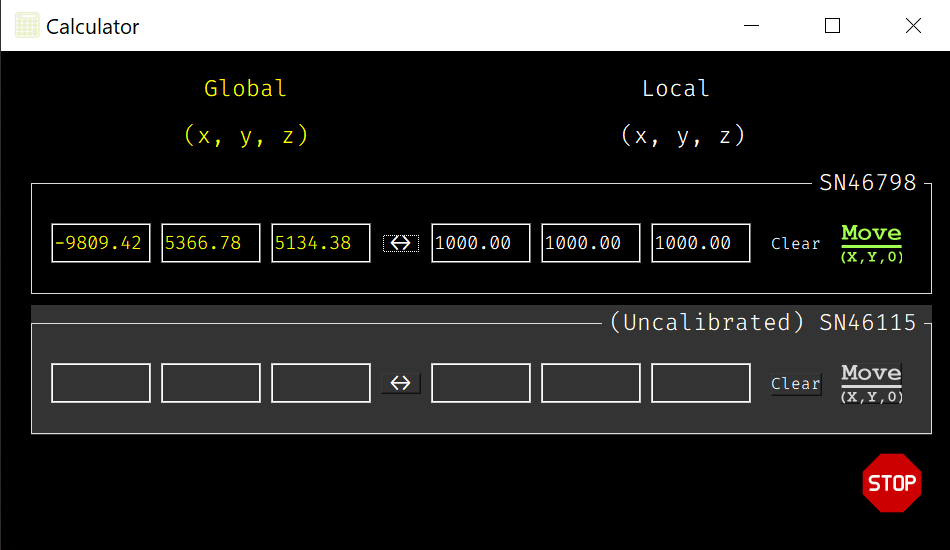 Calculator
Global Local
(x, y, z) (x, y, z)
SN46798
-9809.42 5366.78 5134.38 ↔ 1000.00 1000.00 1000.00 Clear Move
(X,Y,0)
(Uncalibrated) SN46115
↔ Clear Move
(X,Y,0)
STOP